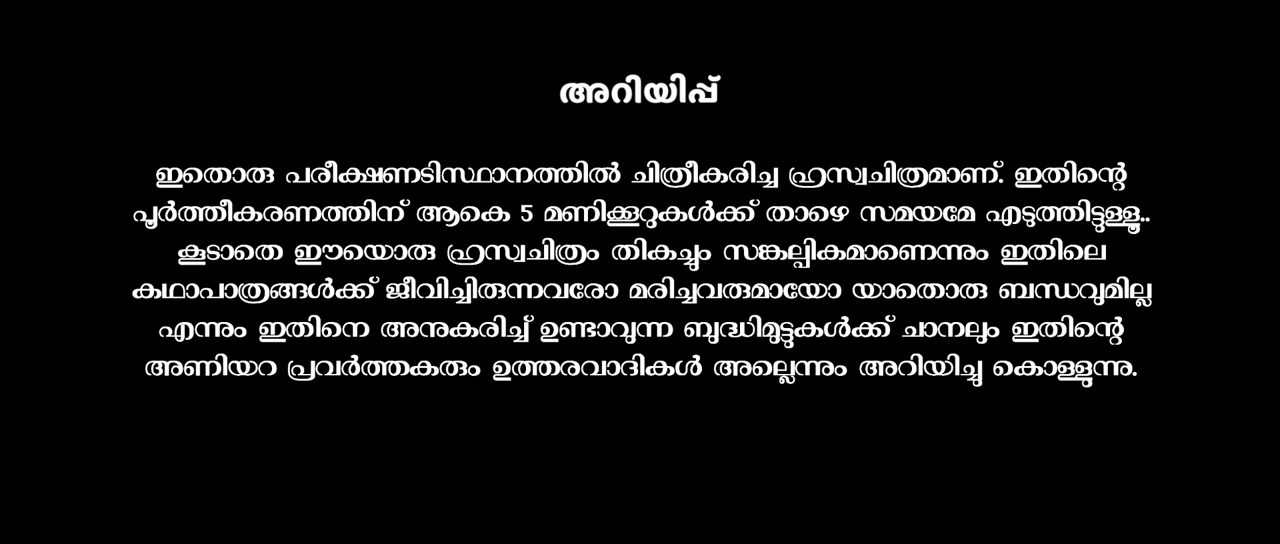 അറിയിപ്പ്
ഇതൊരു പരീക്ഷണടിസ്ഥാനത്തിൽ ചിത്രീകരിച്ച ഹ്രസ്വചിത്രമാണ്. ഇതിന്റെ
പൂർത്തീകരണത്തിന് ആകെ 5 മണിക്കൂറുകൾക്ക് താഴെ സമയമേ എടുത്തിട്ടുള്ളൂ..
കൂടാതെ ഈയൊരു ഹ്രസ്വചിത്രം തികച്ചും സങ്കല്പികമാണെന്നും ഇതിലെ
കഥാപാത്രങ്ങൾക്ക് ജീവിച്ചിരുന്നവരോ മരിച്ചവരുമായോ യാതൊരു ബന്ധവുമില്ല
എന്നും ഇതിനെ അനുകരിച്ച് ഉണ്ടാവുന്ന ബുദ്ധിമുട്ടുകൾക്ക് ചാനലും ഇതിന്റെ
അണിയറ പ്രവർത്തകരും ഉത്തരവാദികൾ അല്ലെന്നും അറിയിച്ചു കൊള്ളുന്നു.